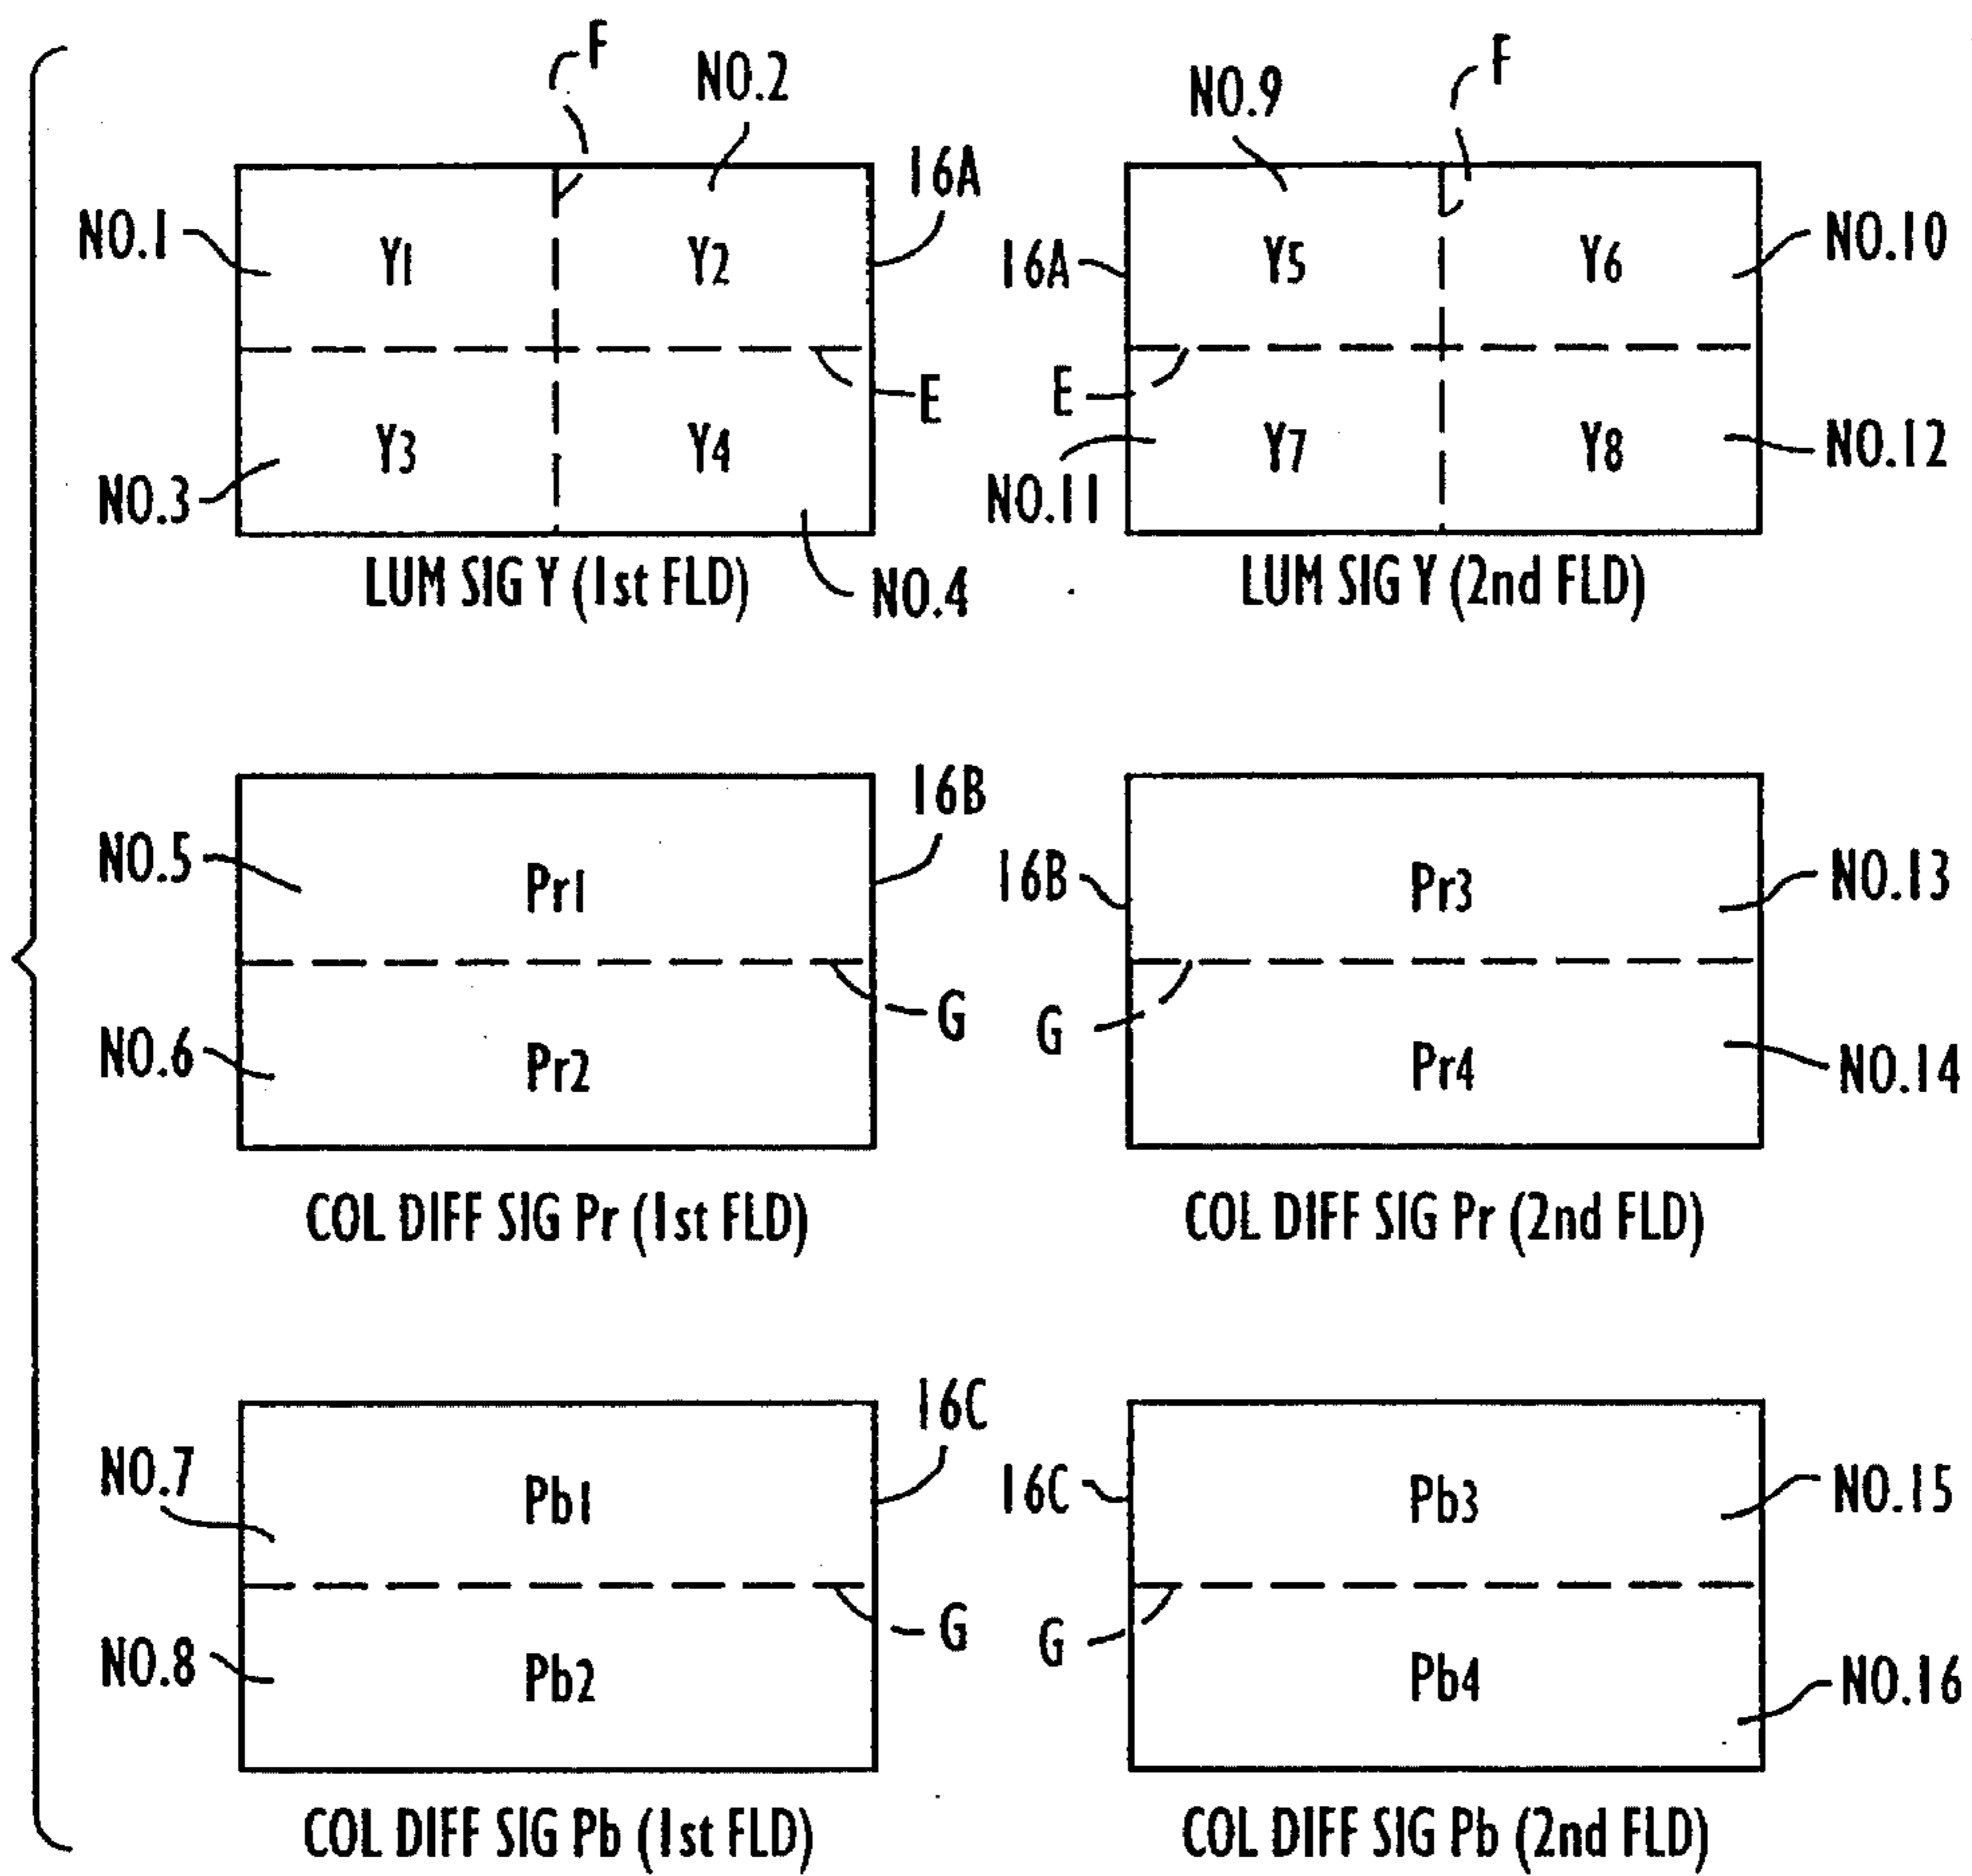 F
NO.2
NO.9
F
16A
NO.1
Y1
Y2
16A
Y5
Y6
NO.10
E
E
Y3
Y4
Y7
Y8
NO.12
NO.3
NO.11
LUM SIG Y (1st FLD)
NO.4
LUM SIG Y (2nd FLD)
16B
NO.5
Pr1
16B
Pr3
NO.13
G
G
NO.6
Pr2
Pr4
NO.14
COL DIFF SIG Pr (1st FLD)
COL DIFF SIG Pr (2nd FLD)
16C
NO.7
Pb1
16C
Pb3
NO.15
G
G
NO.8
Pb2
Pb4
NO.16
COL DIFF SIG Pb (1st FLD)
COL DIFF SIG Pb (2nd FLD)